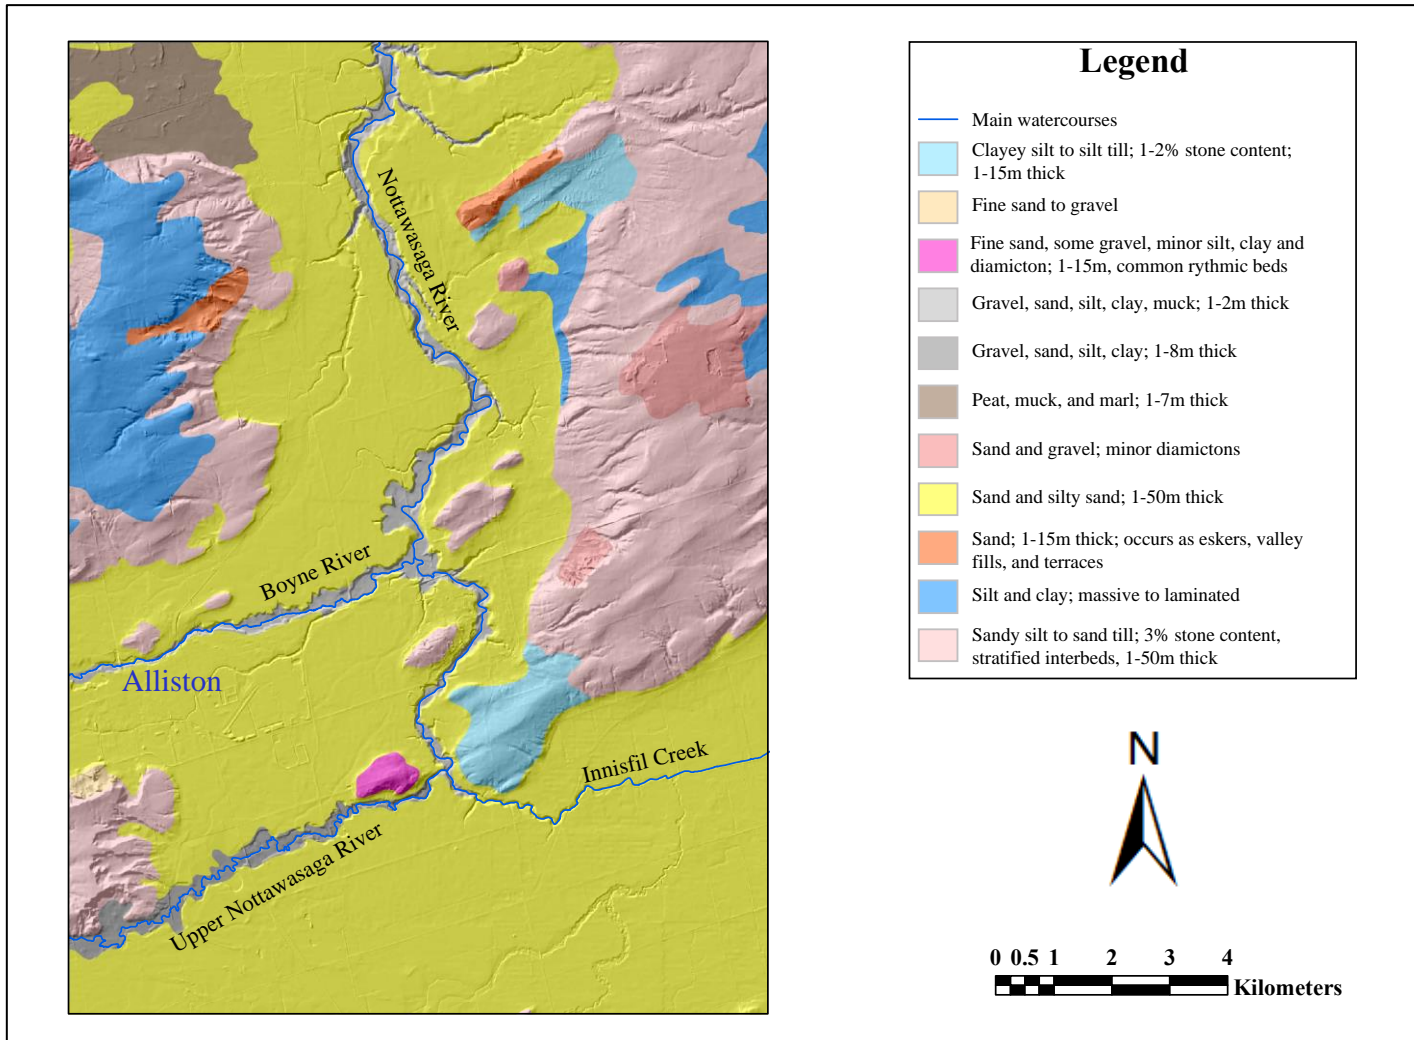 Nottawasaga River
Boyne River
Alliston
Innisfil Creek
Upper Nottawasaga River
Legend
Main watercourses
Clayey silt to silt till; 1-2% stone content;
1-15m thick
Fine sand to gravel
Fine sand, some gravel, minor silt, clay and
diamicton; 1-15m, common rythmic beds
Gravel, sand, silt, clay, muck; 1-2m thick
Gravel, sand, silt, clay; 1-8m thick
Peat, muck, and marl; 1-7m thick
Sand and gravel; minor diamictons
Sand and silty sand; 1-50m thick
Sand; 1-15m thick; occurs as eskers, valley
fills, and terraces
Silt and clay; massive to laminated
Sandy silt to sand till; 3% stone content,
stratified interbeds, 1-50m thick
N
0 0.5 1 2 3 4
Kilometers